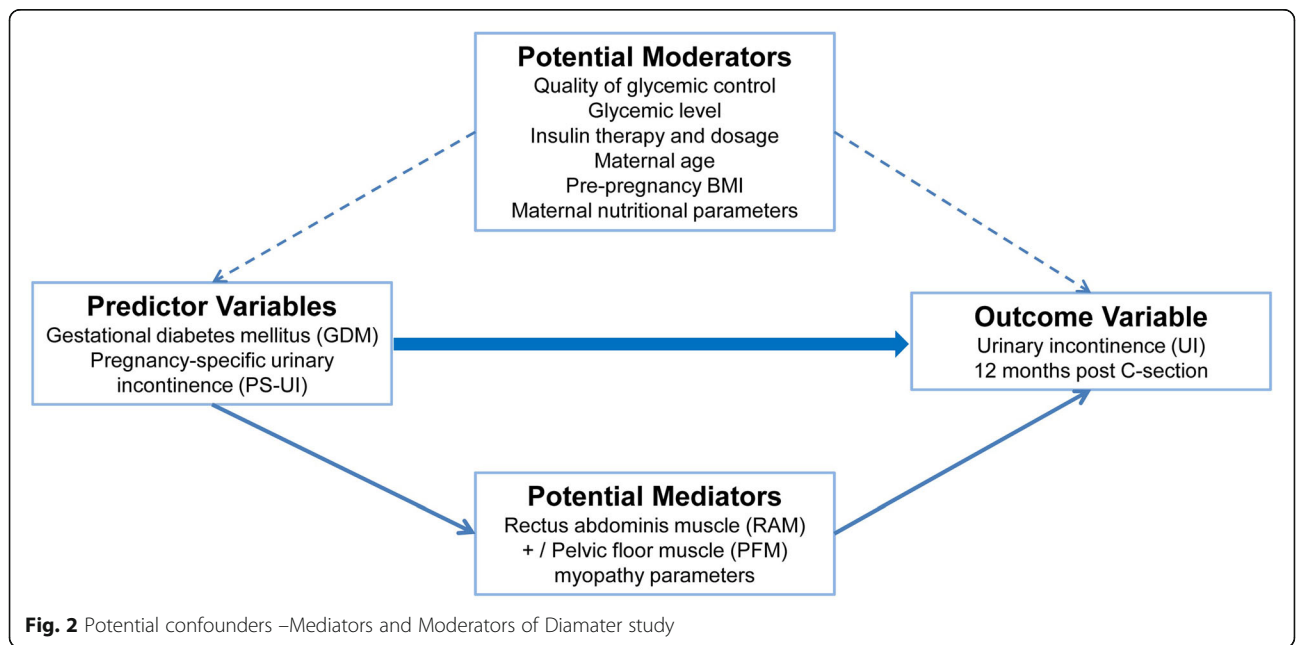 Potential Moderators
Quality of glycemic control
Glycemic level
Insulin therapy and dosage
Maternal age
Pre-pregnancy BMI
Maternal nutritional parameters
Predictor Variables
Gestational diabetes mellitus (GDM)
Pregnancy-specific urinary
incontinence (PS-UI)
Outcome Variable
Urinary incontinence (UI)
12 months post C-section
Potential Mediators
Rectus abdominis muscle (RAM)
+ / Pelvic floor muscle (PFM)
myopathy parameters
Fig. 2 Potential confounders –Mediators and Moderators of Diamater study